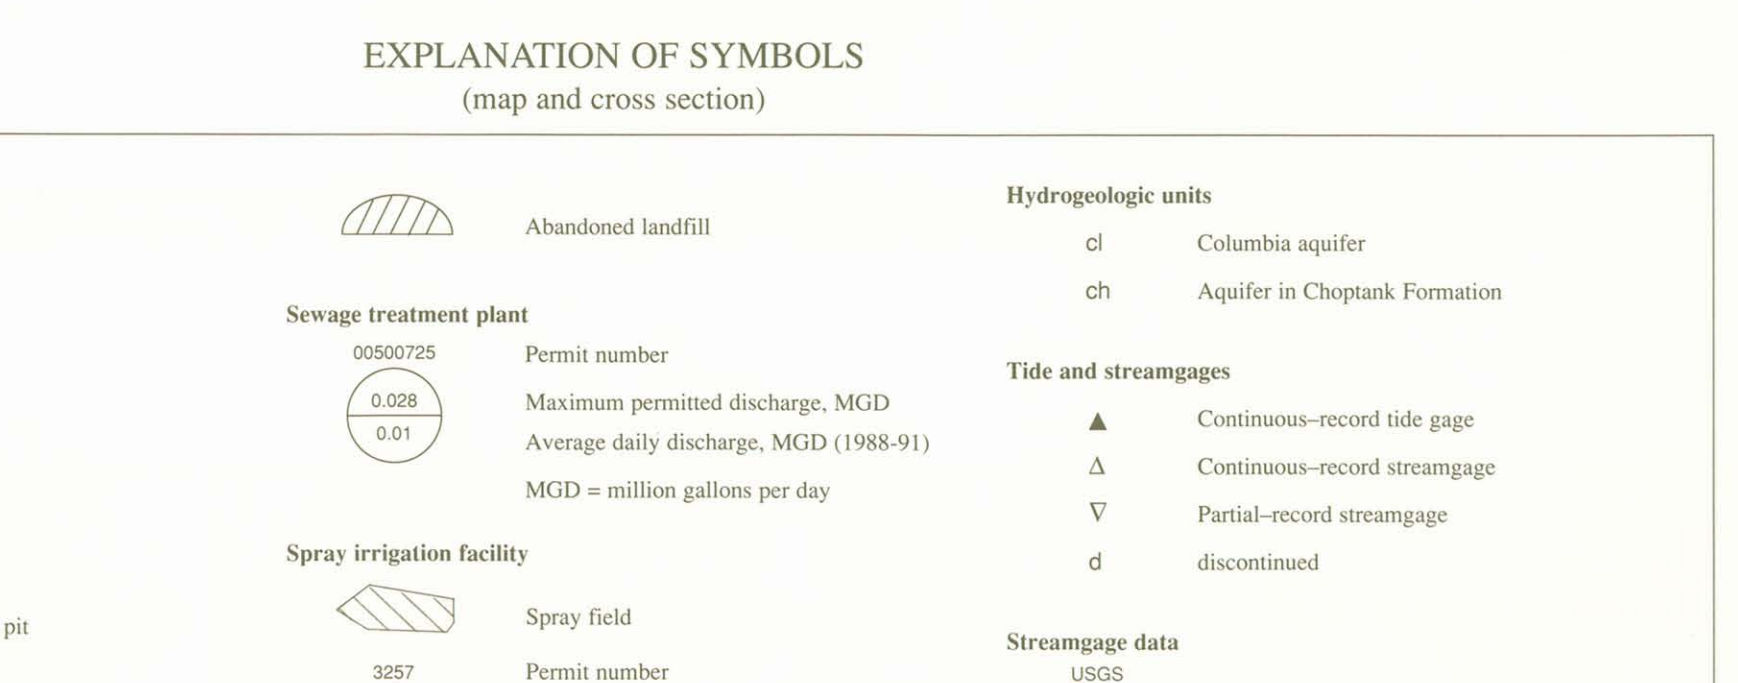 EXPLANATION OF SYMBOLS
(map and cross section)
Abandoned landfill
Sewage treatment plant
00500725 Permit number
0.028 Maximum permitted discharge, MGD
0.01 Average daily discharge, MGD (1988-91)
MGD = million gallons per day
Spray irrigation facility
Spray field
pit
3257 Permit number
Hydrogeologic units
cl Columbia aquifer
ch Aquifer in Choptank Formation
Tide and streamgages
▲ Continuous–record tide gage
Δ Continuous–record streamgage
∇ Partial–record streamgage
d discontinued
Streamgage data
USGS